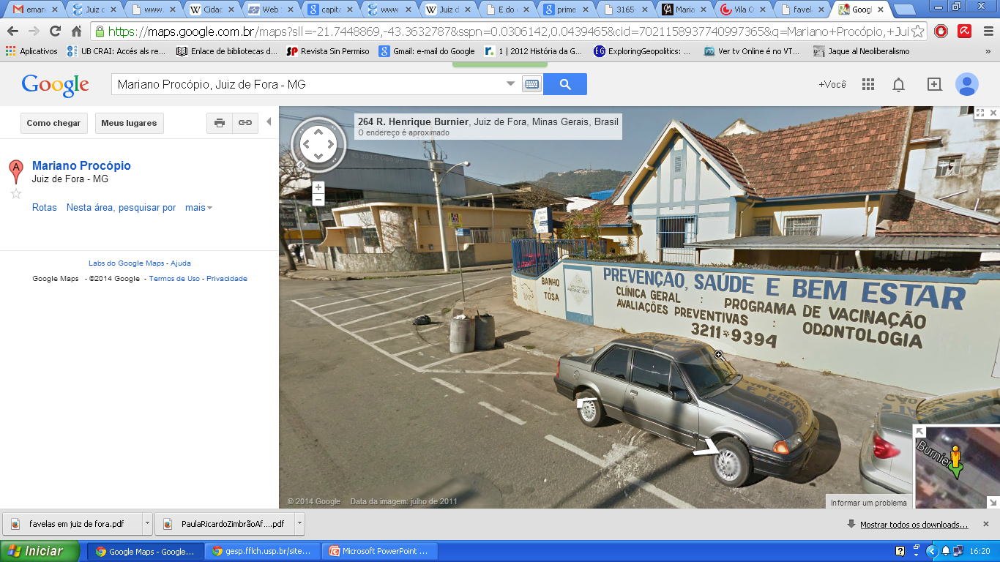 eman
Juiz d
www.
Cidac
Web S
capita
www
Juiz d
E do c
prime
3165-
Maria
Vila O
favela
Googl
https://maps.google.com.br/maps?sll=-21.7448869,-43.3633787&sspn=0.0306142,0.0439465&cid=7021158937740997365&q=Mariano+Procópio,+Jui
Aplicativos
UB CRAI: Accés als re...
Enlace de bibliotecas d...
Revista Sin Permiso
Gmail: e-mail do Google
1 | 2012 História da G...
ExploringGeopolitics: ...
Ver tv Online é no VT...
Jaque al Neoliberalismo
»
Google
Mariano Procópio, Juiz de Fora - MG
+Você
Como chegar
Meus lugares
A
Mariano Procópio
Juiz de Fora - MG
Rotas Nesta área, pesquisar por mais
Labs do Google Maps - Ajuda
Google Maps - ©2014 Google - Termos de Uso - Privacidade
264 R. Henrique Burnier, Juiz de Fora, Minas Gerais, Brasil
O endereço é aproximado
N
+
−
BANHO
E
TOSA
PREVENÇÃO, SAÚDE E BEM ESTAR
CLÍNICA GERAL : PROGRAMA DE VACINAÇÃO
AVALIAÇÕES PREVENTIVAS : ODONTOLOGIA
3211*9394
Burnier
© 2014 Google Data da imagem: julho de 2011
Informar um problema
favelas em juiz de fora.pdf
PaulaRicardoZimbrãoAf....pdf
Mostrar todos os downloads...
Iniciar
Google Maps - Google...
gesp.fflch.usp.br/site...
Microsoft PowerPoint ...
16:20